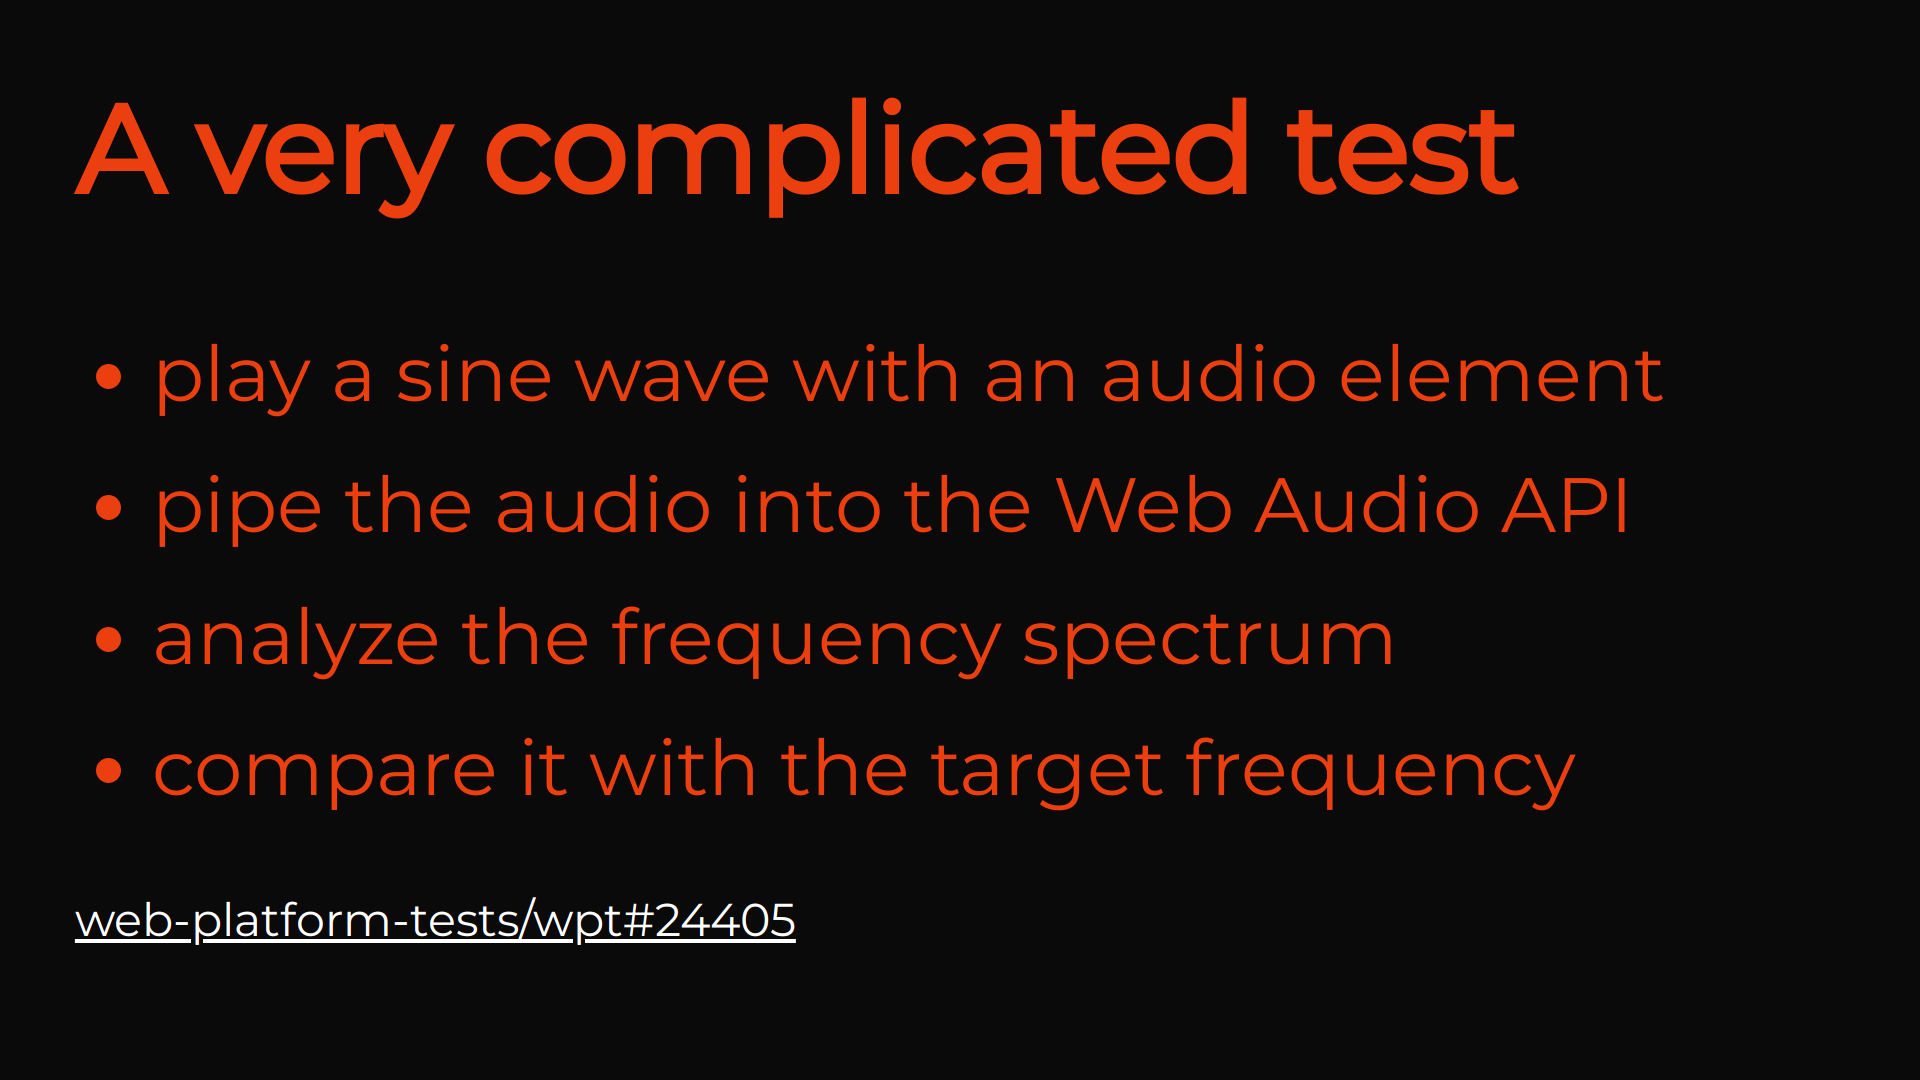 A very complicated test
• play a sine wave with an audio element
• pipe the audio into the Web Audio API
• analyze the frequency spectrum
• compare it with the target frequency
web-platform-tests/wpt#24405